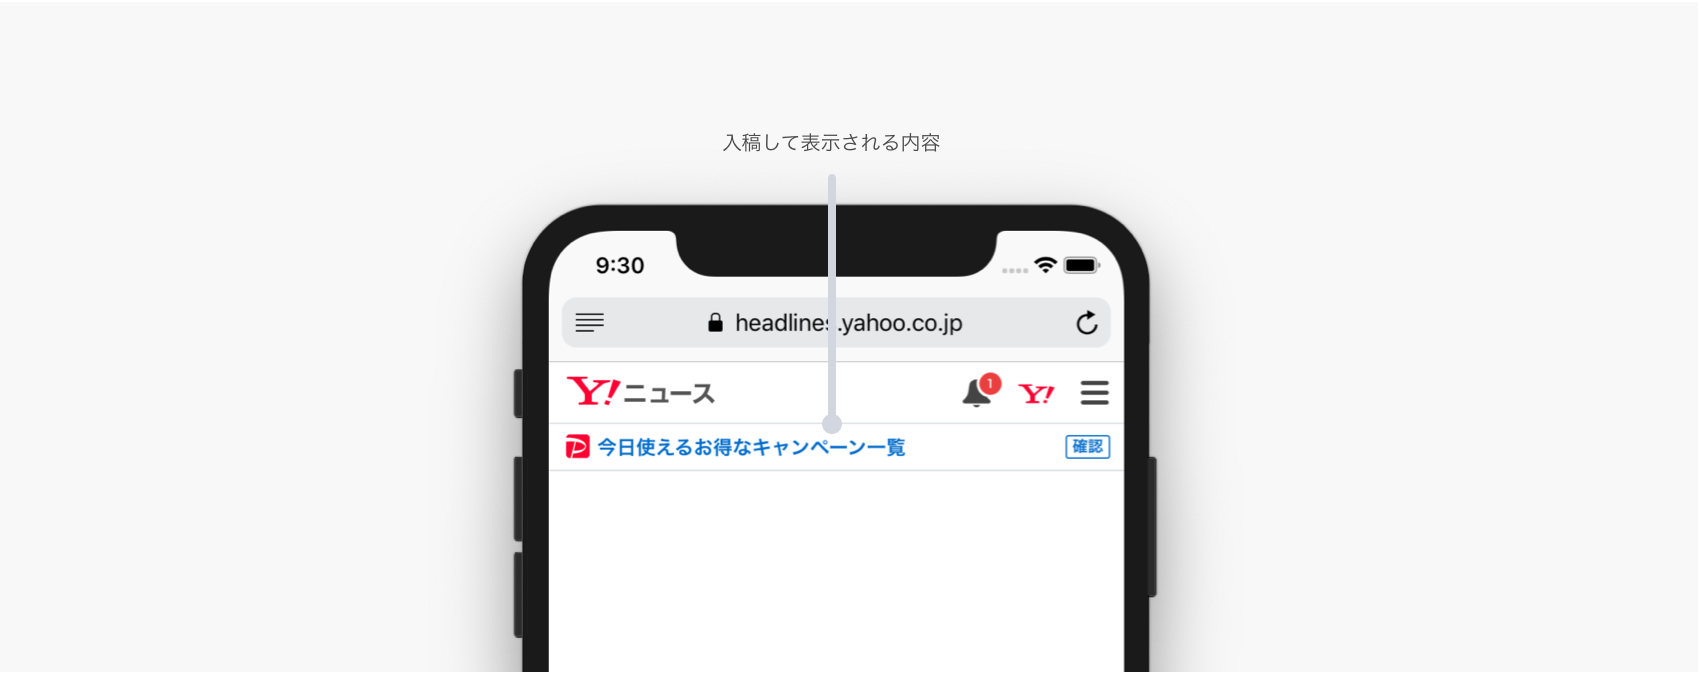 入稿して表示される内容
9:30
headlines.yahoo.co.jp
Y!ニュース
1
Y!
今日使えるお得なキャンペーン一覧
確認